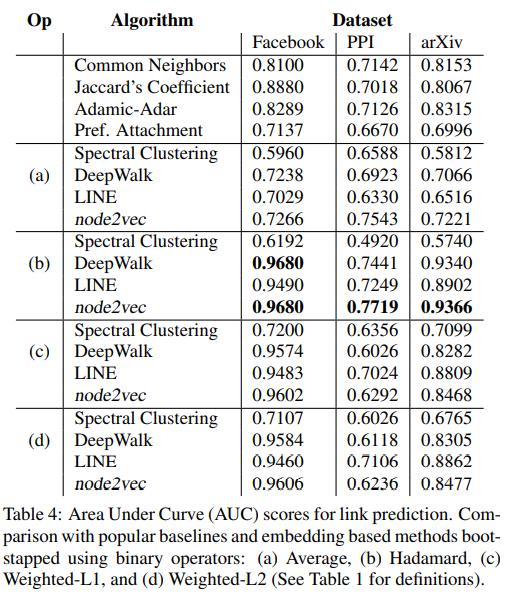 Op Algorithm Dataset
Facebook PPI arXiv
Common Neighbors 0.8100 0.7142 0.8153
Jaccard's Coefficient 0.8880 0.7018 0.8067
Adamic-Adar 0.8289 0.7126 0.8315
Pref. Attachment 0.7137 0.6670 0.6996
Spectral Clustering 0.5960 0.6588 0.5812
(a) DeepWalk 0.7238 0.6923 0.7066
LINE 0.7029 0.6330 0.6516
node2vec 0.7266 0.7543 0.7221
Spectral Clustering 0.6192 0.4920 0.5740
(b) DeepWalk 0.9680 0.7441 0.9340
LINE 0.9490 0.7249 0.8902
node2vec 0.9680 0.7719 0.9366
Spectral Clustering 0.7200 0.6356 0.7099
(c) DeepWalk 0.9574 0.6026 0.8282
LINE 0.9483 0.7024 0.8809
node2vec 0.9602 0.6292 0.8468
Spectral Clustering 0.7107 0.6026 0.6765
(d) DeepWalk 0.9584 0.6118 0.8305
LINE 0.9460 0.7106 0.8862
node2vec 0.9606 0.6236 0.8477
Table 4: Area Under Curve (AUC) scores for link prediction. Com-
parison with popular baselines and embedding based methods boot-
stapped using binary operators: (a) Average, (b) Hadamard, (c)
Weighted-L1, and (d) Weighted-L2 (See Table 1 for definitions).